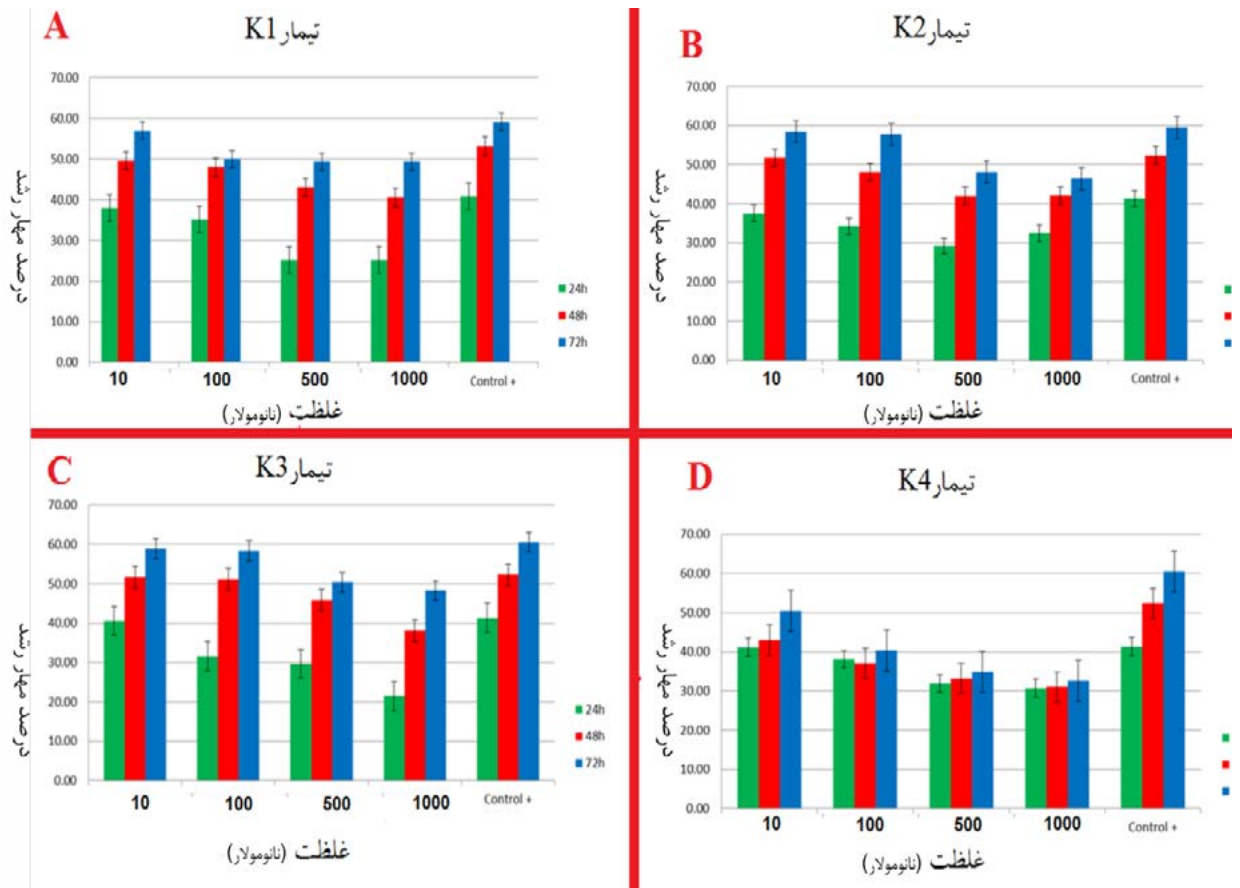 A
تیمار K1
70.00
60.00
50.00
40.00
30.00
20.00
10.00
0.00
درصد مهار رشد
24h
48h
72h
10 100 500 1000 Control +
غلظت (نانومولار)
B
تیمار K2
70.00
60.00
50.00
40.00
30.00
20.00
10.00
0.00
درصد مهار رشد
10 100 500 1000 Control +
غلظت (نانومولار)
C
تیمار K3
70.00
60.00
50.00
40.00
30.00
20.00
10.00
0.00
درصد مهار رشد
24h
48h
72h
10 100 500 1000 Control +
غلظت (نانومولار)
D
تیمار K4
70.00
60.00
50.00
40.00
30.00
20.00
10.00
0.00
درصد مهار رشد
10 100 500 1000 Control +
غلظت (نانومولار)